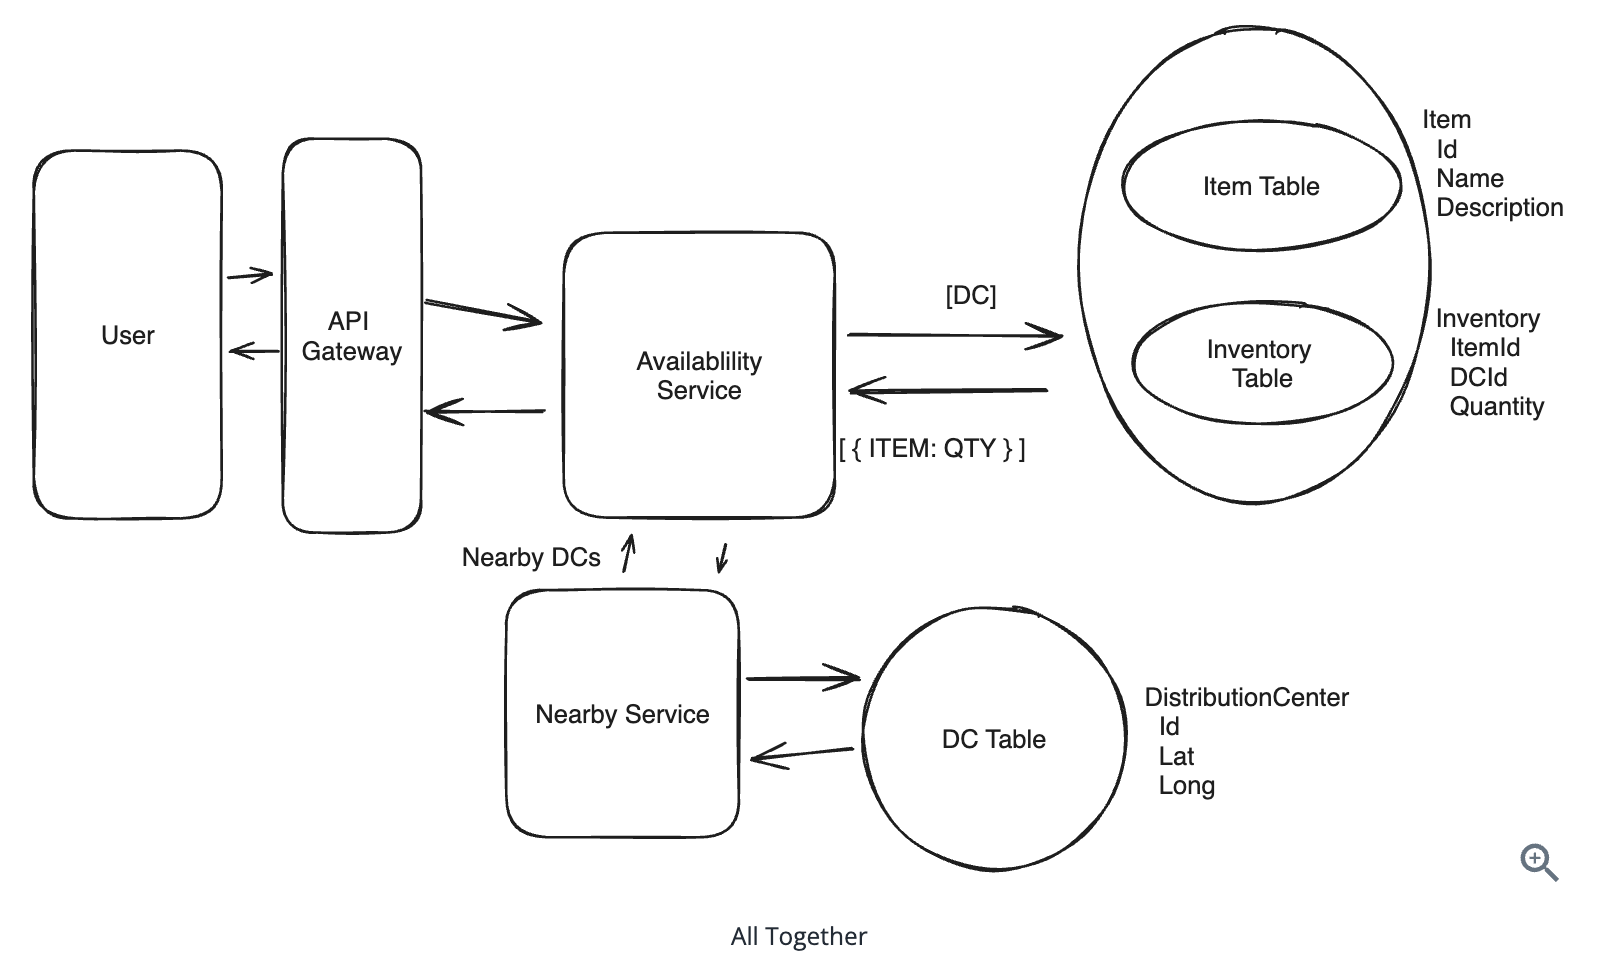 User
API
Gateway
Availablility
Service
[DC]
[ { ITEM: QTY } ]
Item Table
Inventory
Table
Item
Id
Name
Description
Inventory
ItemId
DCId
Quantity
Nearby DCs
Nearby Service
DC Table
DistributionCenter
Id
Lat
Long
All Together